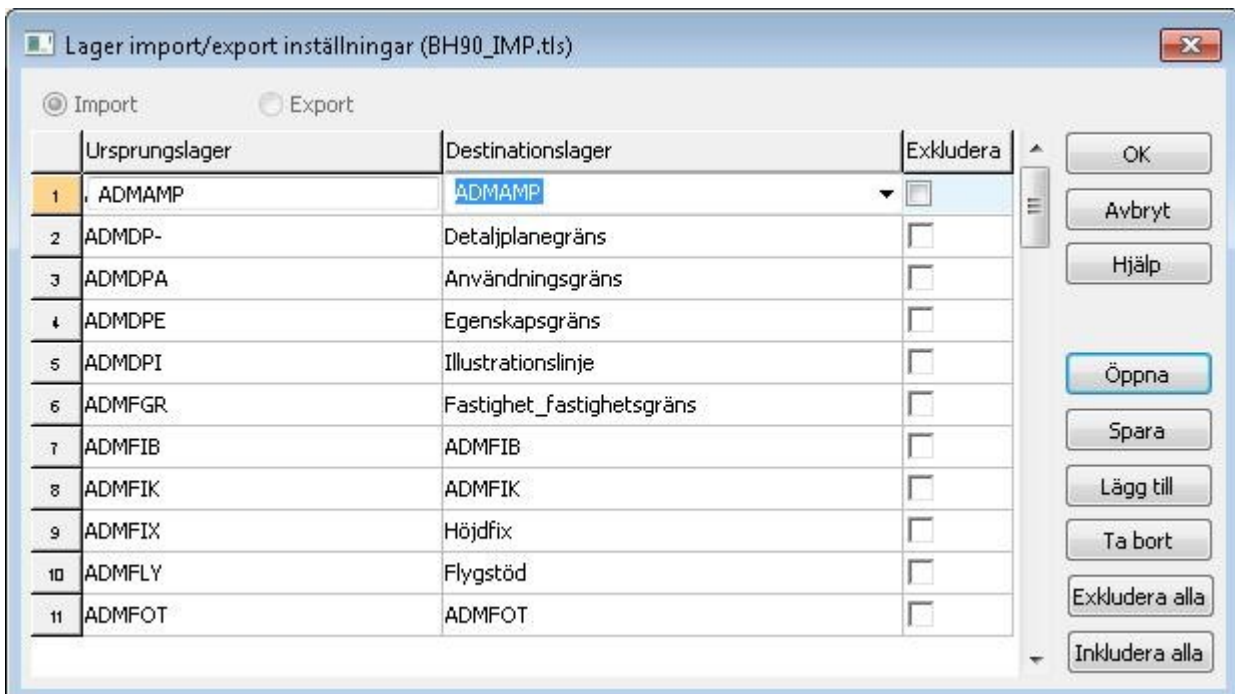 Lager import/export inställningar (BH90_IMP.tls)
Import Export
Ursprungslager Destinationslager Exkludera
1 ADMAMP ADMAMP
2 ADMDP- Detaljplanegräns
3 ADMDPA Användningsgräns
4 ADMDPE Egenskapsgräns
5 ADMDPI Illustrationslinje
6 ADMFGR Fastighet_fastighetsgräns
7 ADMFIB ADMFIB
8 ADMFIK ADMFIK
9 ADMFIX Höjdfix
10 ADMFLY Flygstöd
11 ADMFOT ADMFOT
OK
Avbryt
Hjälp
Öppna
Spara
Lägg till
Ta bort
Exkludera alla
Inkludera alla